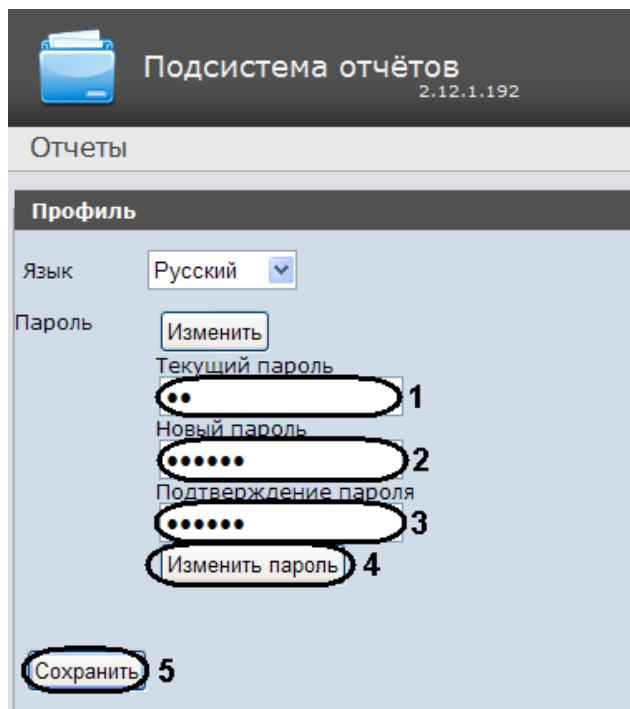 Подсистема отчётов
2.12.1.192
Отчеты
Профиль
Язык Русский
Пароль Изменить
Текущий пароль
•• 1
Новый пароль
•••••• 2
Подтверждение пароля
•••••• 3
Изменить пароль 4
Сохранить 5